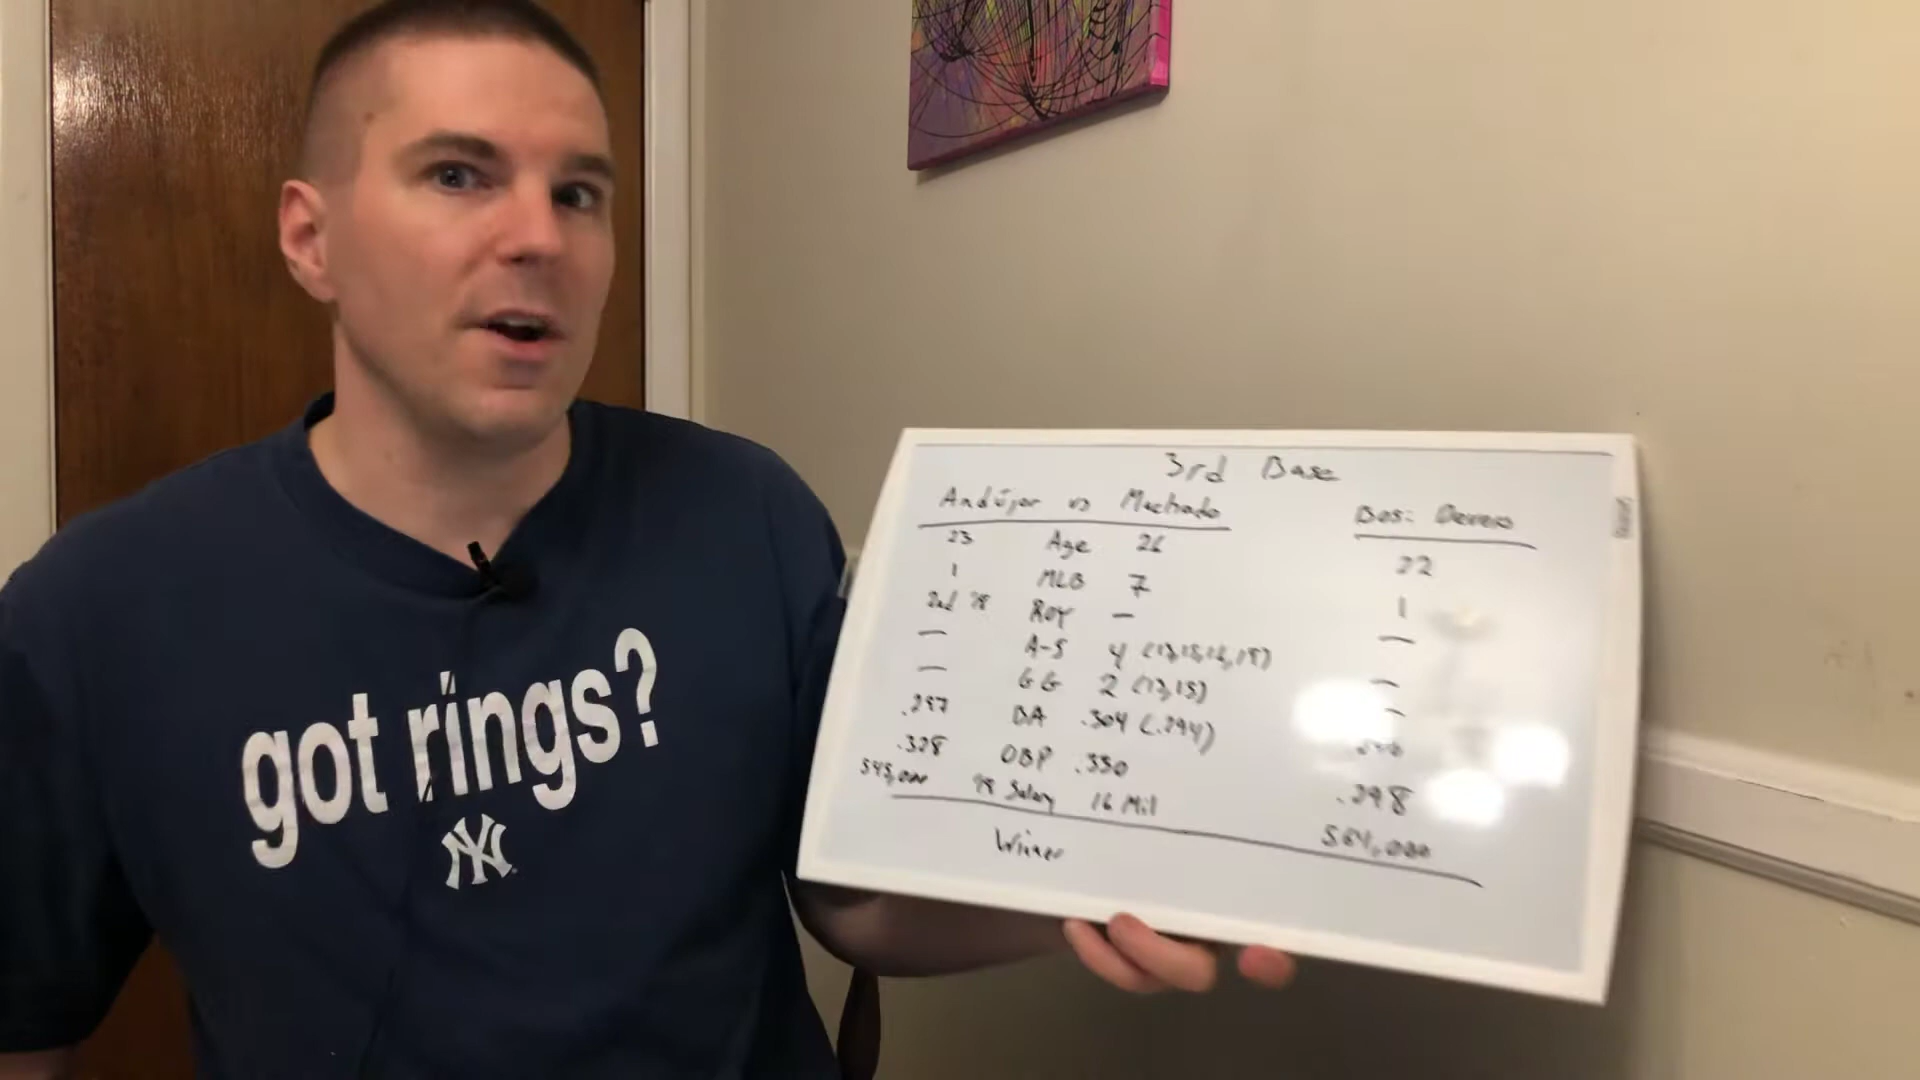 got rings?
NY
3rd Base
Andújar vs Machado Bos: Devers
23 Age 26 22
1 MLB 7 1
2nd '18 ROY — —
— A-S 4 (13,15,16,18) —
— GG 2 (13,15) —
.297 BA .304 (.294)
.328 OBP .350 .298
545,000 '18 Salary 16 Mil 564,000
Winner